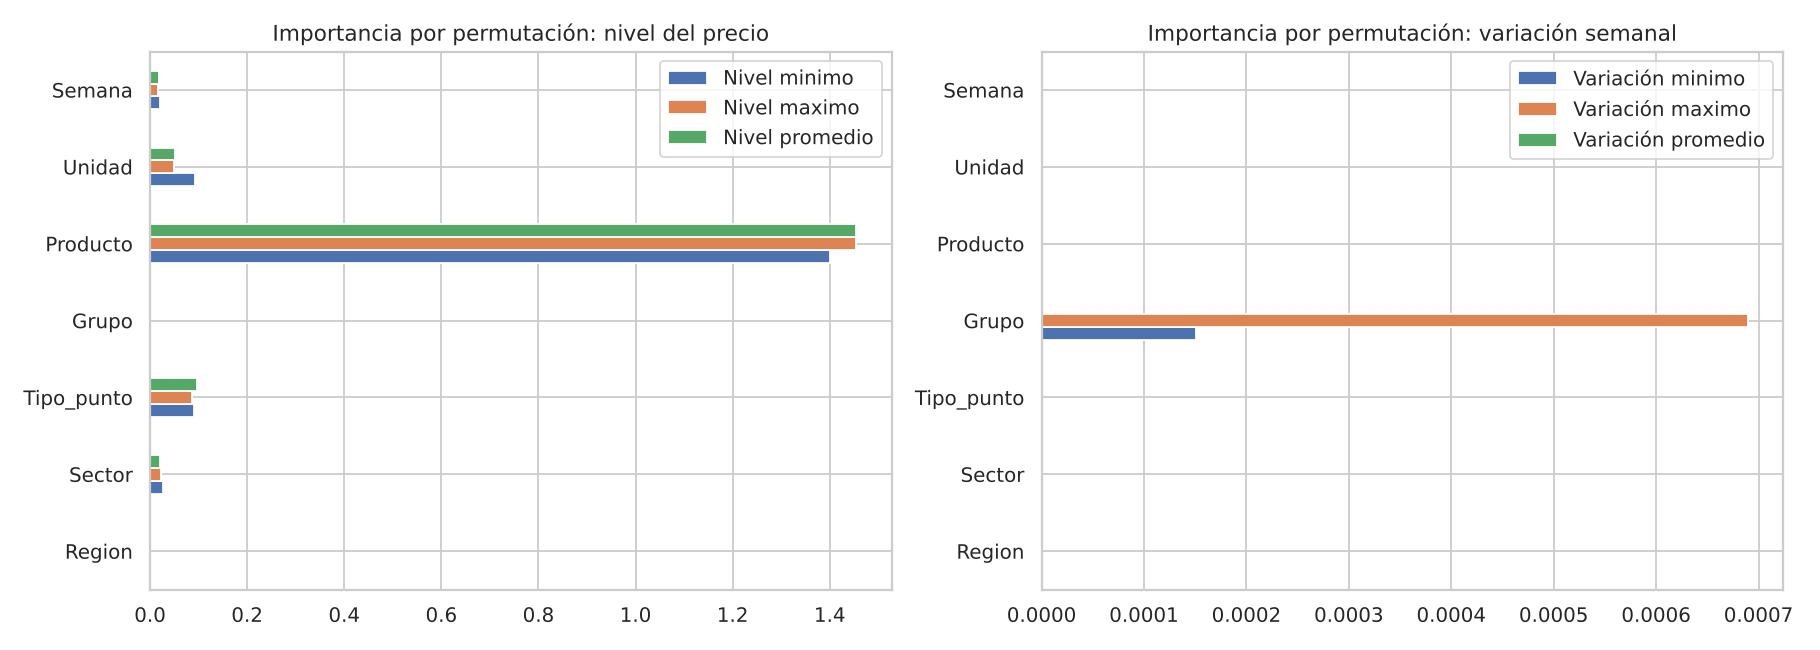 Importancia por permutación: nivel del precio
Nivel minimo
Nivel maximo
Nivel promedio
Semana
Unidad
Producto
Grupo
Tipo_punto
Sector
Region
0.0 0.2 0.4 0.6 0.8 1.0 1.2 1.4
Importancia por permutación: variación semanal
Variación minimo
Variación maximo
Variación promedio
Semana
Unidad
Producto
Grupo
Tipo_punto
Sector
Region
0.0000 0.0001 0.0002 0.0003 0.0004 0.0005 0.0006 0.0007